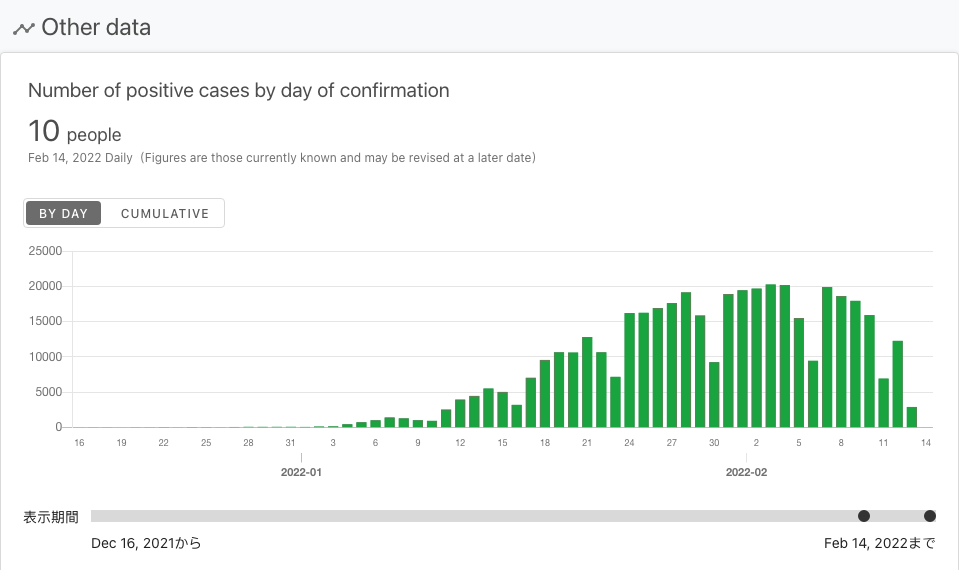 Other data
Number of positive cases by day of confirmation
10 people
Feb 14, 2022 Daily (Figures are those currently known and may be revised at a later date)
BY DAY CUMULATIVE
25000
20000
15000
10000
5000
0
16 19 22 25 28 31 3 6 9 12 15 18 21 24 27 30 2 5 8 11 14
2022-01 2022-02
表示期間
Dec 16, 2021から Feb 14, 2022まで